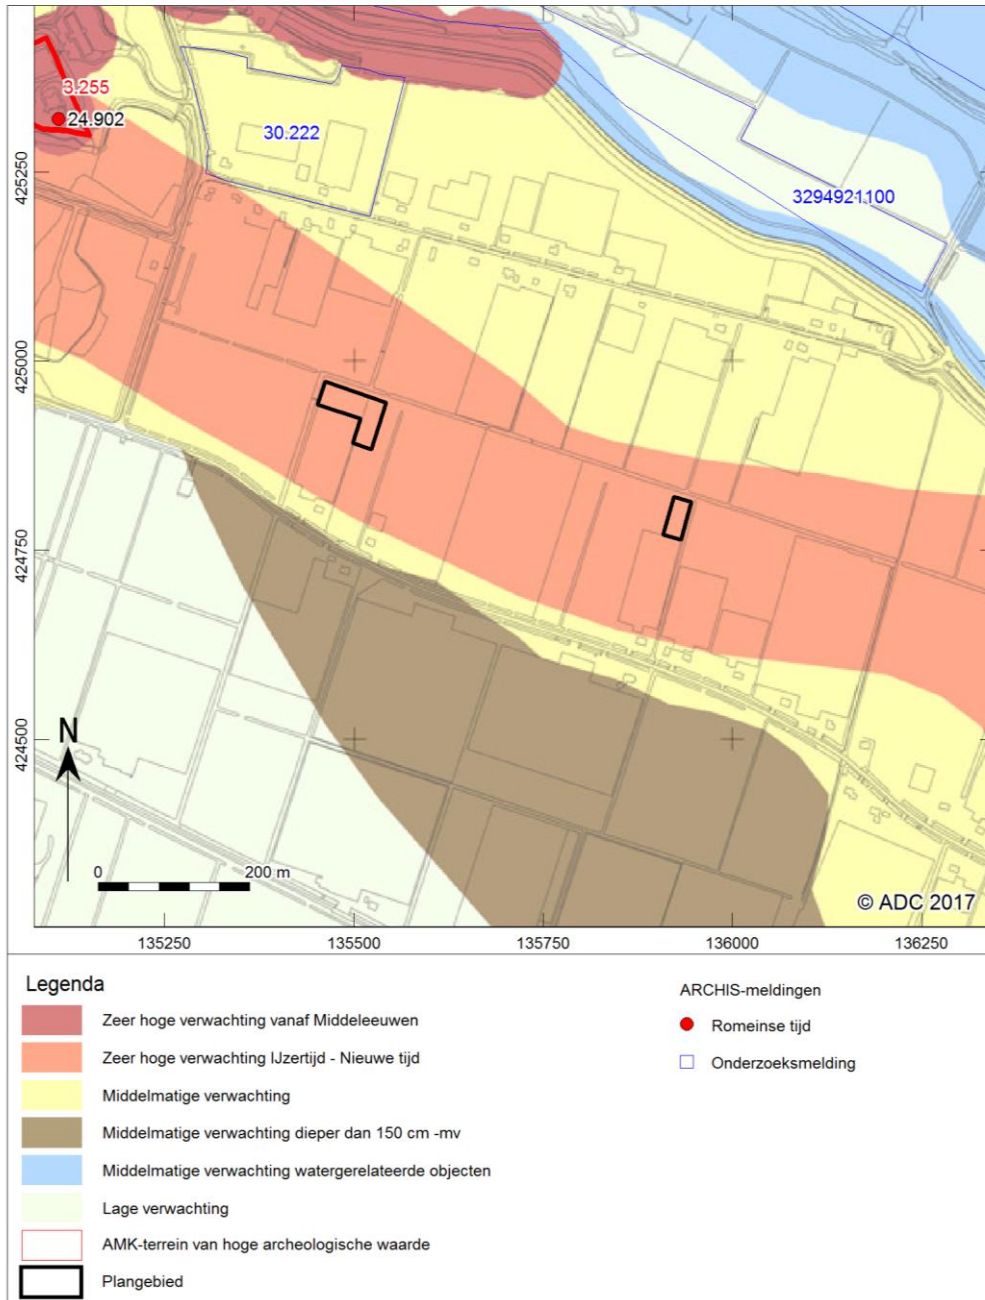 3.255
24.902
30.222
3294921100
425250
425000
424750
424500
N
0 200 m
© ADC 2017
135250 135500 135750 136000 136250
Legenda
Zeer hoge verwachting vanaf Middeleeuwen
Zeer hoge verwachting IJzertijd - Nieuwe tijd
Middelmatige verwachting
Middelmatige verwachting dieper dan 150 cm -mv
Middelmatige verwachting watergerelateerde objecten
Lage verwachting
AMK-terrein van hoge archeologische waarde
Plangebied
ARCHIS-meldingen
Romeinse tijd
Onderzoeksmelding